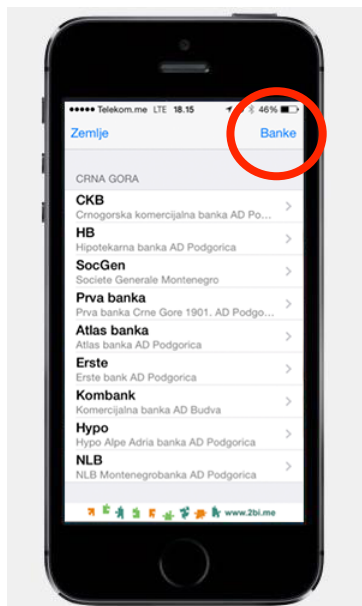 Telekom.me LTE 18.15 46%
Zemlje Banke
CRNA GORA
CKB
Crnogorska komercijalna banka AD Po...
HB
Hipotekarna banka AD Podgorica
SocGen
Societe Generale Montenegro
Prva banka
Prva banka Crne Gore 1901. AD Podgo...
Atlas banka
Atlas banka AD Podgorica
Erste
Erste bank AD Podgorica
Kombank
Komercijalna banka AD Budva
Hypo
Hypo Alpe Adria banka AD Podgorica
NLB
NLB Montenegrobanka AD Podgorica
www.2bi.me